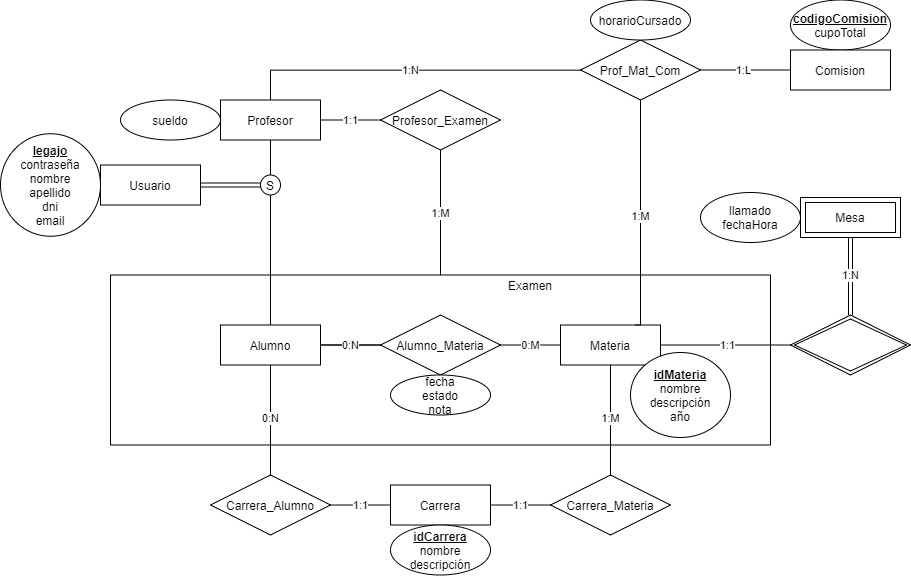 horarioCursado
codigoComision
cupoTotal
1:N
Prof_Mat_Com
1:L
Comision
sueldo
Profesor
1:1
Profesor_Examen
legajo
contraseña
nombre
apellido
dni
email
Usuario
S
1:M
1:M
llamado
fechaHora
Mesa
1:N
Examen
Alumno
0:N
Alumno_Materia
0:M
Materia
1:1
fecha
estado
nota
idMateria
nombre
descripción
año
0:N
1:M
Carrera_Alumno
1:1
Carrera
1:1
Carrera_Materia
idCarrera
nombre
descripción